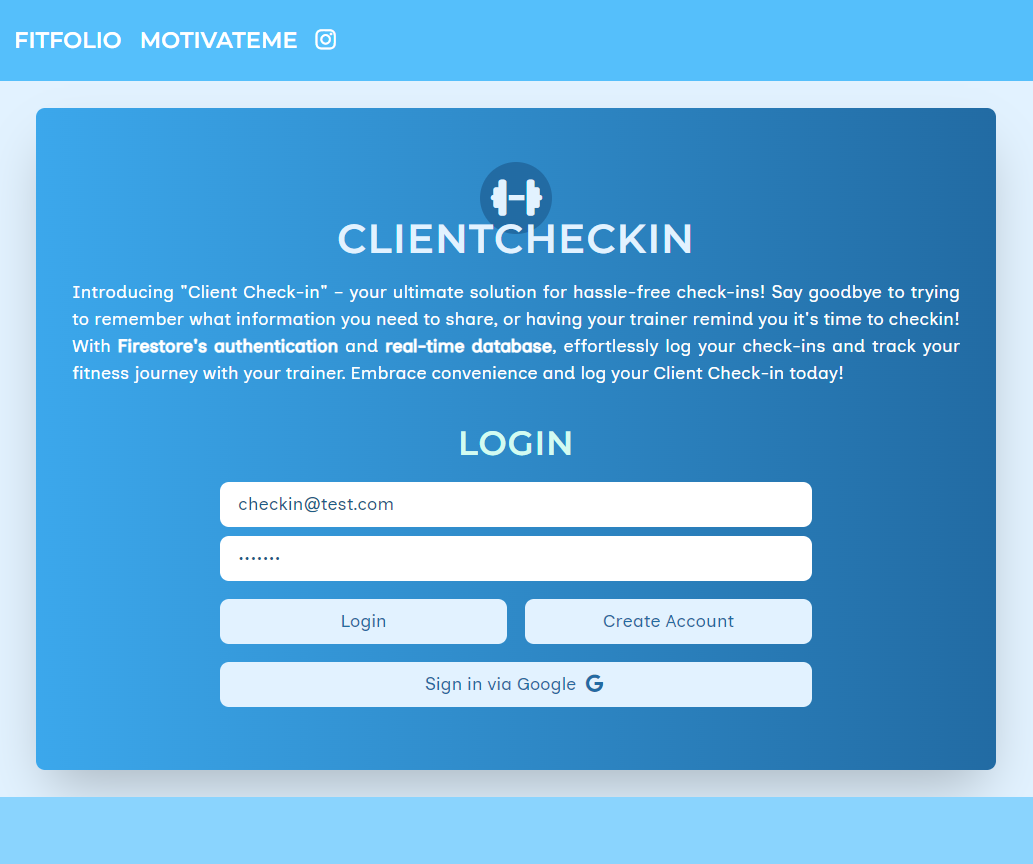 FITFOLIO MOTIVATEME
CLIENTCHECKIN
Introducing "Client Check-in" – your ultimate solution for hassle-free check-ins! Say goodbye to trying
to remember what information you need to share, or having your trainer remind you it's time to checkin!
With Firestore's authentication and real-time database, effortlessly log your check-ins and track your
fitness journey with your trainer. Embrace convenience and log your Client Check-in today!
LOGIN
checkin@test.com
•••••••
Login Create Account
Sign in via Google G